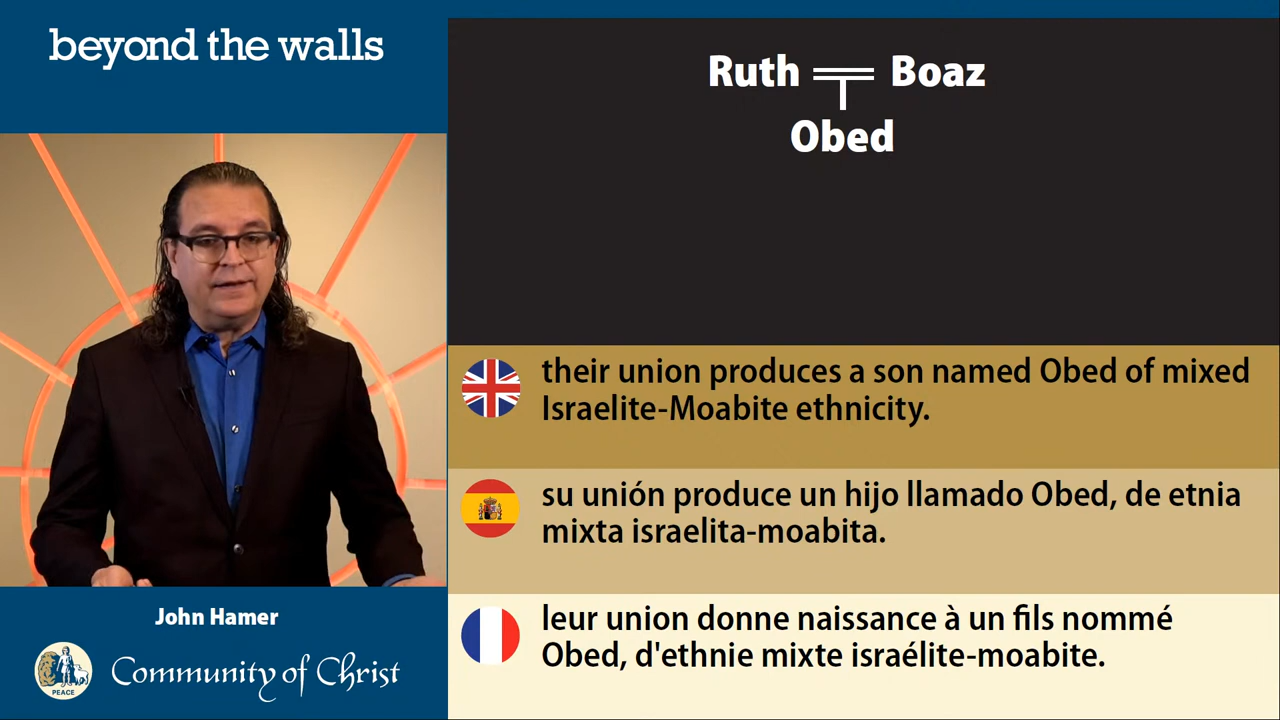 beyond the walls
Ruth Boaz
Obed
their union produces a son named Obed of mixed
Israelite-Moabite ethnicity.
su unión produce un hijo llamado Obed, de etnia
mixta israelita-moabita.
leur union donne naissance à un fils nommé
Obed, d'ethnie mixte israélite-moabite.
John Hamer
PEACE
Community of Christ